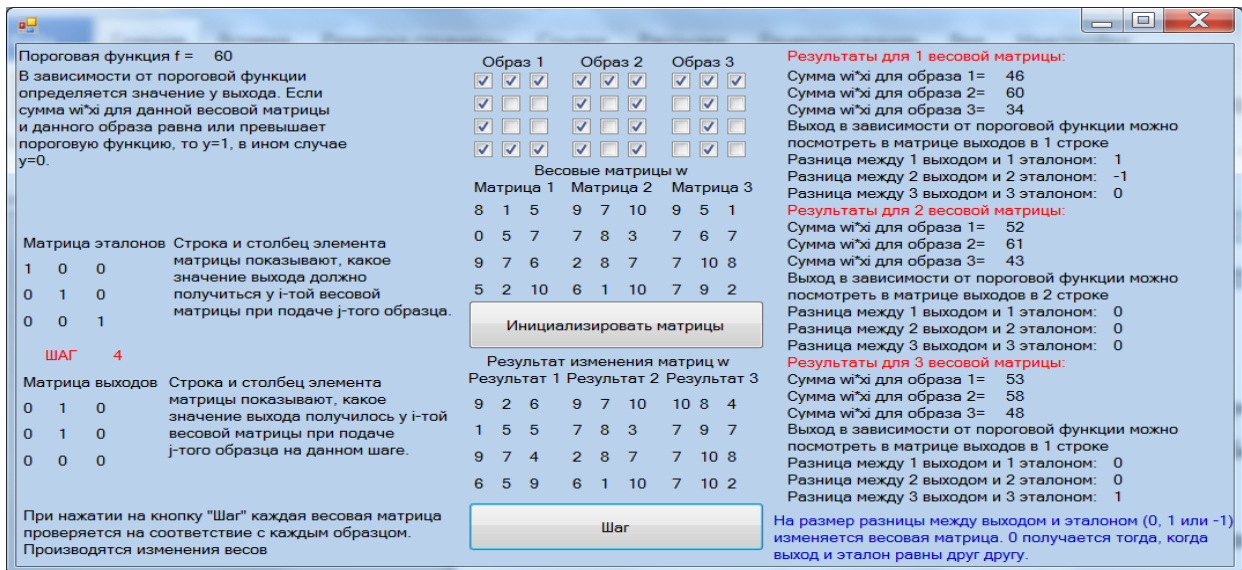 Пороговая функция f = 60
В зависимости от пороговой функции
определяется значение у выхода. Если
сумма wi*xi для данной весовой матрицы
и данного образа равна или превышает
пороговую функцию, то y=1, в ином случае
y=0.
Матрица эталонов
1 0 0
0 1 0
0 0 1
Строка и столбец элемента
матрицы показывают, какое
значение выхода должно
получиться у i-той весовой
матрицы при подаче j-того образца.
ШАГ 4
Матрица выходов
0 1 0
0 1 0
0 0 0
Строка и столбец элемента
матрицы показывают, какое
значение выхода получилось у i-той
весовой матрицы при подаче
j-того образца на данном шаге.
При нажатии на кнопку "Шаг" каждая весовая матрица
проверяется на соответствие с каждым образцом.
Производятся изменения весов
Образ 1 Образ 2 Образ 3
Весовые матрицы w
Матрица 1 Матрица 2 Матрица 3
8 1 5 9 7 10 9 5 1
0 5 7 7 8 3 7 6 7
9 7 6 2 8 7 7 10 8
5 2 10 6 1 10 7 9 2
Инициализировать матрицы
Результат изменения матриц w
Результат 1 Результат 2 Результат 3
9 2 6 9 7 10 10 8 4
1 5 5 7 8 3 7 9 7
9 7 4 2 8 7 7 10 8
6 5 9 6 1 10 7 10 2
Шаг
Результаты для 1 весовой матрицы:
Сумма wi*xi для образа 1= 46
Сумма wi*xi для образа 2= 60
Сумма wi*xi для образа 3= 34
Выход в зависимости от пороговой функции можно
посмотреть в матрице выходов в 1 строке
Разница между 1 выходом и 1 эталоном: 1
Разница между 2 выходом и 2 эталоном: -1
Разница между 3 выходом и 3 эталоном: 0
Результаты для 2 весовой матрицы:
Сумма wi*xi для образа 1= 52
Сумма wi*xi для образа 2= 61
Сумма wi*xi для образа 3= 43
Выход в зависимости от пороговой функции можно
посмотреть в матрице выходов в 2 строке
Разница между 1 выходом и 1 эталоном: 0
Разница между 2 выходом и 2 эталоном: 0
Разница между 3 выходом и 3 эталоном: 0
Результаты для 3 весовой матрицы:
Сумма wi*xi для образа 1= 53
Сумма wi*xi для образа 2= 58
Сумма wi*xi для образа 3= 48
Выход в зависимости от пороговой функции можно
посмотреть в матрице выходов в 1 строке
Разница между 1 выходом и 1 эталоном: 0
Разница между 2 выходом и 2 эталоном: 0
Разница между 3 выходом и 3 эталоном: 1
На размер разницы между выходом и эталоном (0, 1 или -1)
изменяется весовая матрица. 0 получается тогда, когда
выход и эталон равны друг другу.